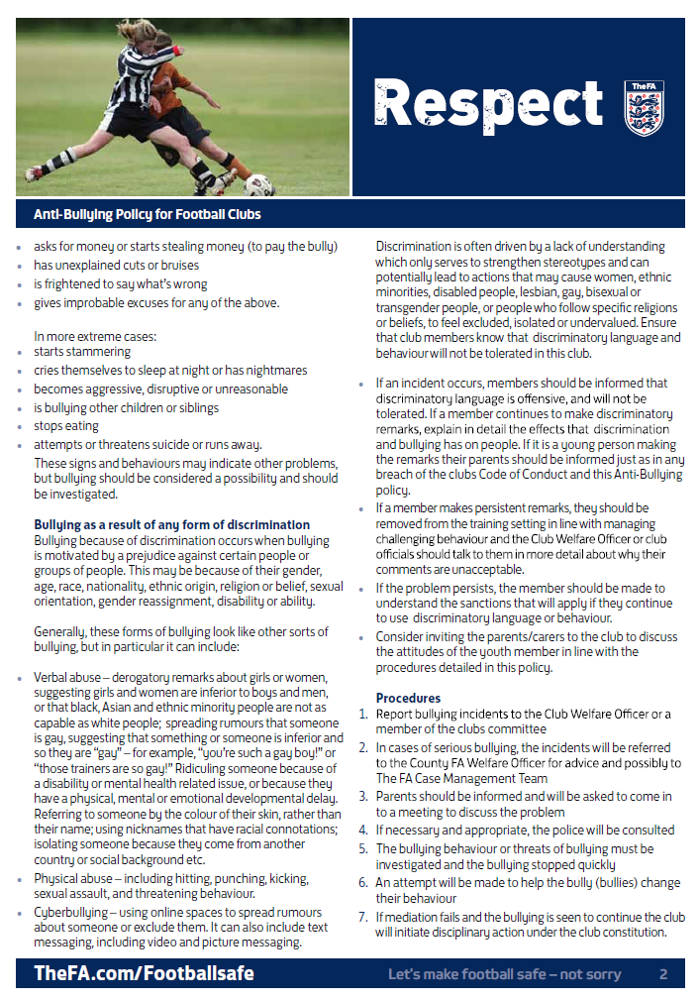 Respect
TheFA
Anti-Bullying Policy for Football Clubs
• asks for money or starts stealing money (to pay the bully)
• has unexplained cuts or bruises
• is frightened to say what's wrong
• gives improbable excuses for any of the above.
In more extreme cases:
• starts stammering
• cries themselves to sleep at night or has nightmares
• becomes aggressive, disruptive or unreasonable
• is bullying other children or siblings
• stops eating
• attempts or threatens suicide or runs away.
These signs and behaviours may indicate other problems,
but bullying should be considered a possibility and should
be investigated.
Bullying as a result of any form of discrimination
Bullying because of discrimination occurs when bullying
is motivated by a prejudice against certain people or
groups of people. This may be because of their gender,
age, race, nationality, ethnic origin, religion or belief, sexual
orientation, gender reassignment, disability or ability.
Generally, these forms of bullying look like other sorts of
bullying, but in particular it can include:
• Verbal abuse – derogatory remarks about girls or women,
suggesting girls and women are inferior to boys and men,
or that black, Asian and ethnic minority people are not as
capable as white people; spreading rumours that someone
is gay, suggesting that something or someone is inferior and
so they are "gay" – for example, "you're such a gay boy!" or
"those trainers are so gay!" Ridiculing someone because of
a disability or mental health related issue, or because they
have a physical, mental or emotional developmental delay.
Referring to someone by the colour of their skin, rather than
their name; using nicknames that have racial connotations;
isolating someone because they come from another
country or social background etc.
• Physical abuse – including hitting, punching, kicking,
sexual assault, and threatening behaviour.
• Cyberbullying – using online spaces to spread rumours
about someone or exclude them. It can also include text
messaging, including video and picture messaging.
Discrimination is often driven by a lack of understanding
which only serves to strengthen stereotypes and can
potentially lead to actions that may cause women, ethnic
minorities, disabled people, lesbian, gay, bisexual or
transgender people, or people who follow specific religions
or beliefs, to feel excluded, isolated or undervalued. Ensure
that club members know that discriminatory language and
behaviour will not be tolerated in this club.
• If an incident occurs, members should be informed that
discriminatory language is offensive, and will not be
tolerated. If a member continues to make discriminatory
remarks, explain in detail the effects that discrimination
and bullying has on people. If it is a young person making
the remarks their parents should be informed just as in any
breach of the clubs Code of Conduct and this Anti-Bullying
policy.
• If a member makes persistent remarks, they should be
removed from the training setting in line with managing
challenging behaviour and the Club Welfare Officer or club
officials should talk to them in more detail about why their
comments are unacceptable.
• If the problem persists, the member should be made to
understand the sanctions that will apply if they continue
to use discriminatory language or behaviour.
• Consider inviting the parents/carers to the club to discuss
the attitudes of the youth member in line with the
procedures detailed in this policy.
Procedures
1. Report bullying incidents to the Club Welfare Officer or a
member of the clubs committee
2. In cases of serious bullying, the incidents will be referred
to the County FA Welfare Officer for advice and possibly to
The FA Case Management Team
3. Parents should be informed and will be asked to come in
to a meeting to discuss the problem
4. If necessary and appropriate, the police will be consulted
5. The bullying behaviour or threats of bullying must be
investigated and the bullying stopped quickly
6. An attempt will be made to help the bully (bullies) change
their behaviour
7. If mediation fails and the bullying is seen to continue the club
will initiate disciplinary action under the club constitution.
TheFA.com/Footballsafe
Let's make football safe – not sorry 2